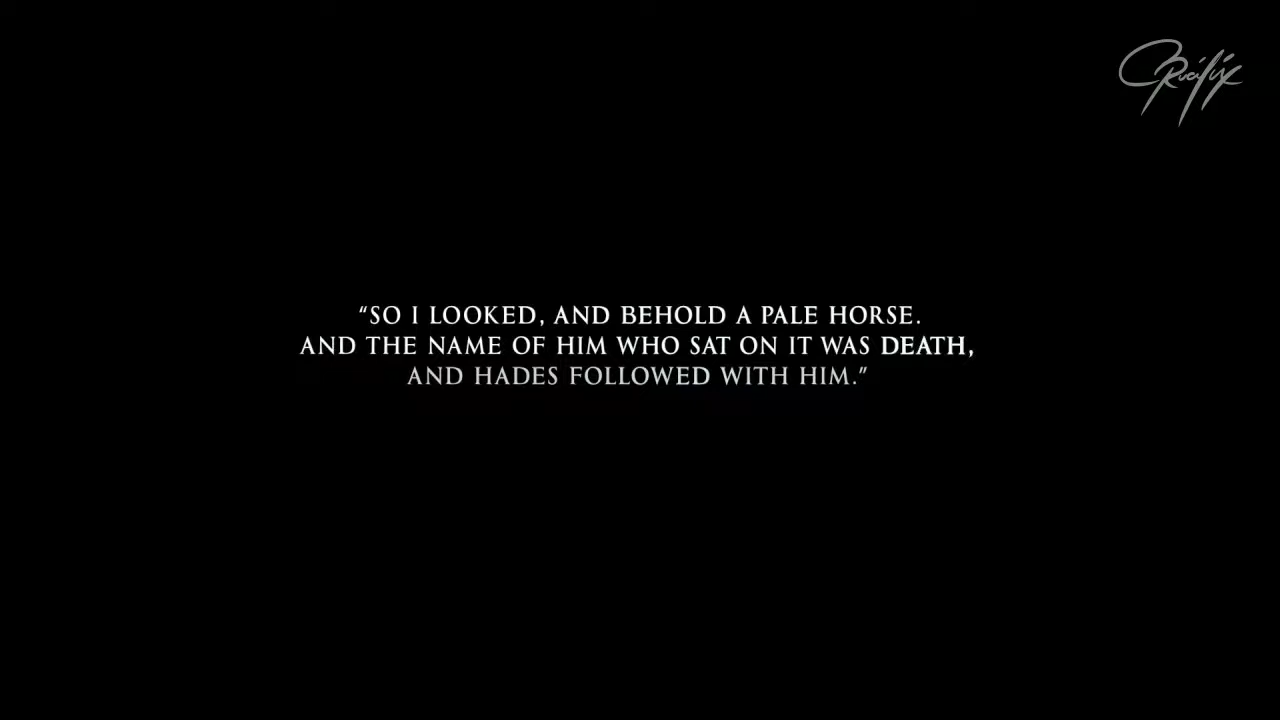 “SO I LOOKED, AND BEHOLD A PALE HORSE.
AND THE NAME OF HIM WHO SAT ON IT WAS DEATH,
AND HADES FOLLOWED WITH HIM.”